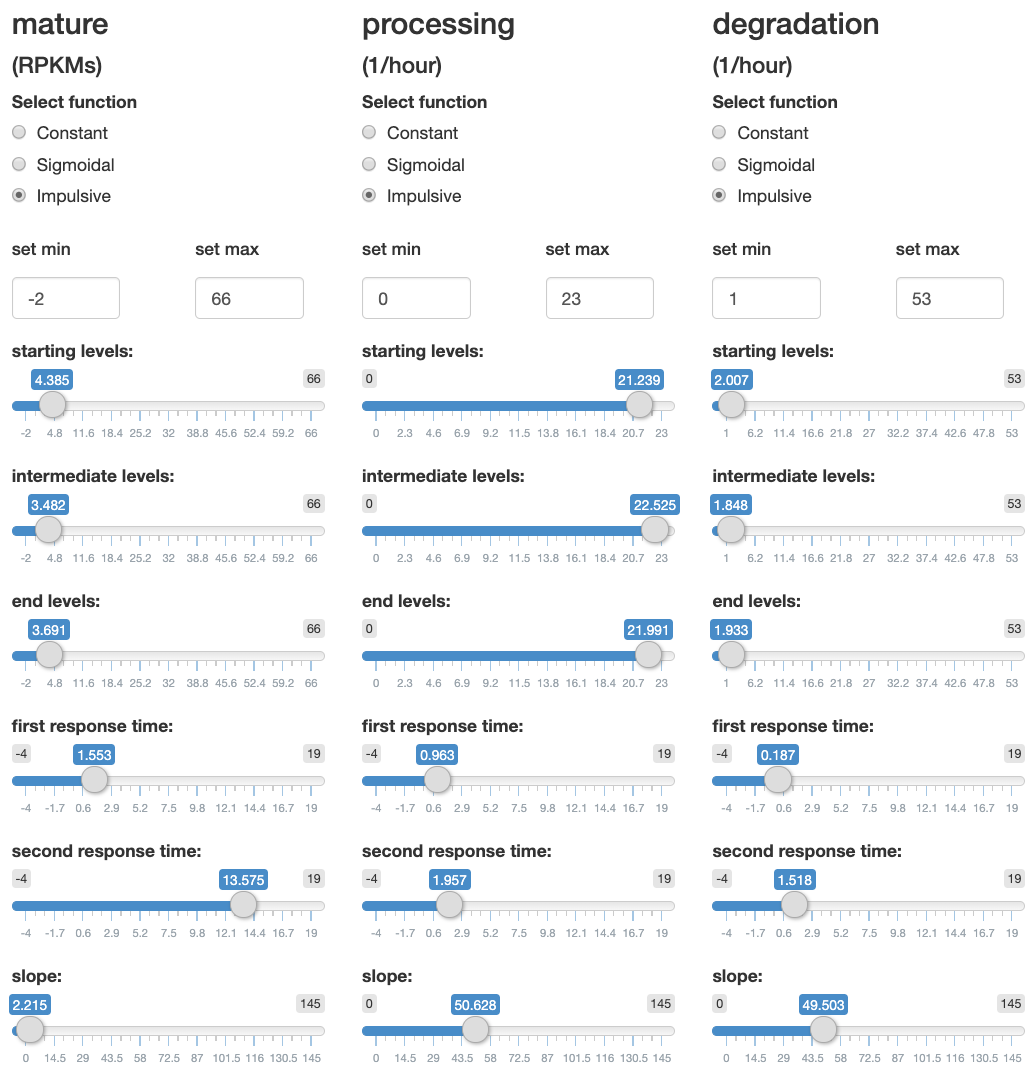 mature processing degradation
(RPKMs) (1/hour) (1/hour)
Select function Select function Select function
Constant Constant Constant
Sigmoidal Sigmoidal Sigmoidal
Impulsive Impulsive Impulsive
set min set max set min set max set min set max
-2 66 0 23 1 53
starting levels: starting levels: starting levels:
4.385 66 0 21.239 2.007 53
-2 4.8 11.6 18.4 25.2 32 38.8 45.6 52.4 59.2 66 0 2.3 4.6 6.9 9.2 11.5 13.8 16.1 18.4 20.7 23 1 6.2 11.4 16.6 21.8 27 32.2 37.4 42.6 47.8 53
intermediate levels: intermediate levels: intermediate levels:
3.482 66 0 22.525 1.848 53
-2 4.8 11.6 18.4 25.2 32 38.8 45.6 52.4 59.2 66 0 2.3 4.6 6.9 9.2 11.5 13.8 16.1 18.4 20.7 23 1 6.2 11.4 16.6 21.8 27 32.2 37.4 42.6 47.8 53
end levels: end levels: end levels:
3.691 66 0 21.991 1.933 53
-2 4.8 11.6 18.4 25.2 32 38.8 45.6 52.4 59.2 66 0 2.3 4.6 6.9 9.2 11.5 13.8 16.1 18.4 20.7 23 1 6.2 11.4 16.6 21.8 27 32.2 37.4 42.6 47.8 53
first response time: first response time: first response time:
-4 1.553 19 -4 0.963 19 -4 0.187 19
-4 -1.7 0.6 2.9 5.2 7.5 9.8 12.1 14.4 16.7 19 -4 -1.7 0.6 2.9 5.2 7.5 9.8 12.1 14.4 16.7 19 -4 -1.7 0.6 2.9 5.2 7.5 9.8 12.1 14.4 16.7 19
second response time: second response time: second response time:
-4 13.575 19 -4 1.957 19 -4 1.518 19
-4 -1.7 0.6 2.9 5.2 7.5 9.8 12.1 14.4 16.7 19 -4 -1.7 0.6 2.9 5.2 7.5 9.8 12.1 14.4 16.7 19 -4 -1.7 0.6 2.9 5.2 7.5 9.8 12.1 14.4 16.7 19
slope: slope: slope:
2.215 145 0 50.628 145 0 49.503 145
0 14.5 29 43.5 58 72.5 87 101.5 116 130.5 145 0 14.5 29 43.5 58 72.5 87 101.5 116 130.5 145 0 14.5 29 43.5 58 72.5 87 101.5 116 130.5 145